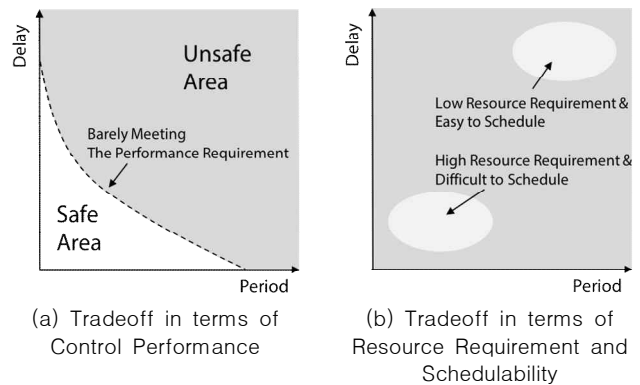 Delay
Unsafe
Area
Barely Meeting
The Performance Requirement
Safe
Area
Period
(a) Tradeoff in terms of
Control Performance
Delay
Low Resource Requirement &
Easy to Schedule
High Resource Requirement &
Difficult to Schedule
Period
(b) Tradeoff in terms of
Resource Requirement and
Schedulability